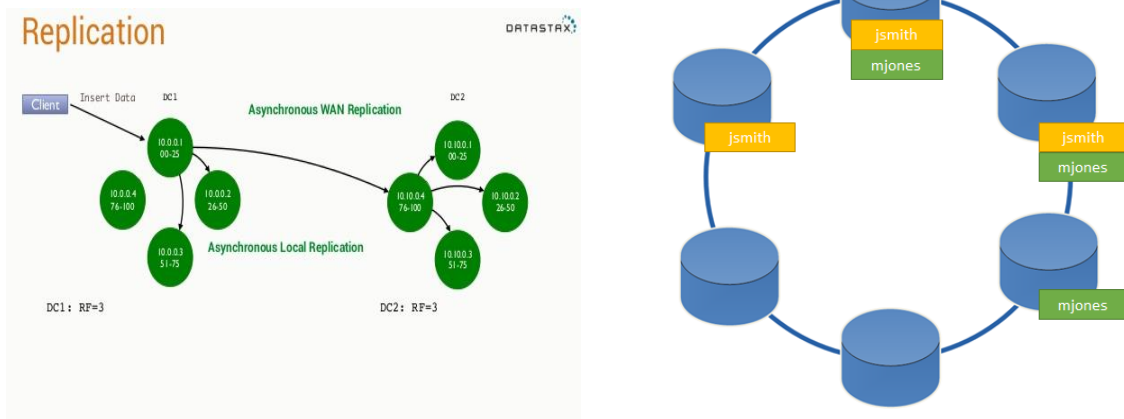 Replication
DATASTAX
Client
Insert Data
DC1
Asynchronous WAN Replication
DC2
10.0.0.1
00-25
10.10.0.1
00-25
10.0.0.4
76-100
10.0.0.2
26-50
10.10.0.4
76-100
10.10.0.2
26-50
10.0.0.3
51-75
Asynchronous Local Replication
10.10.0.3
51-75
DC1: RF=3
DC2: RF=3
jsmith
mjones
jsmith
jsmith
mjones
mjones